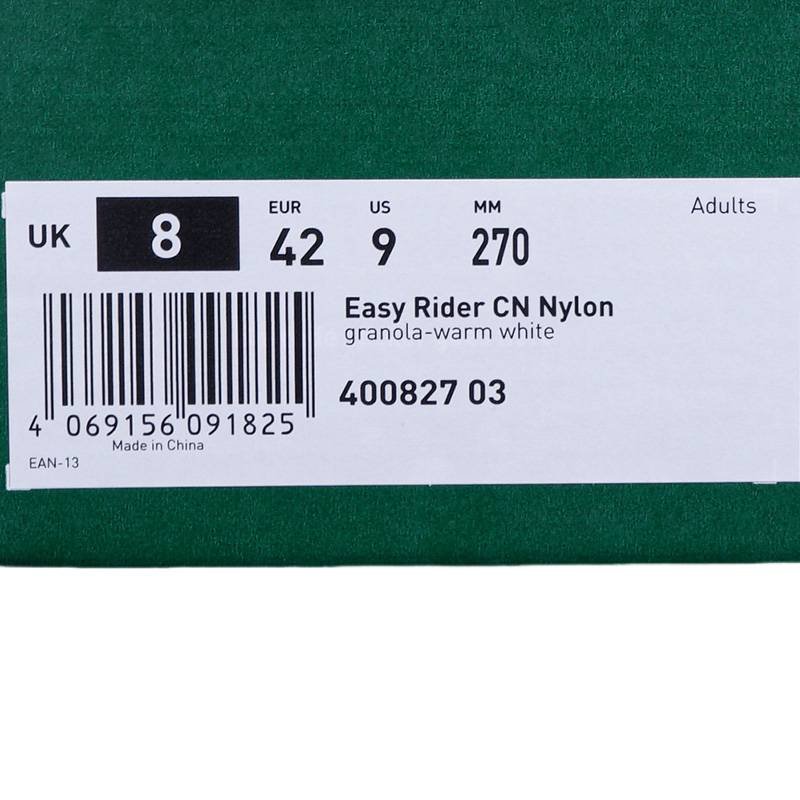 UK 8 EUR 42 US 9 MM 270 Adults
Easy Rider CN Nylon
granola-warm white
400827 03
4 069156 091825
Made in China
EAN-13